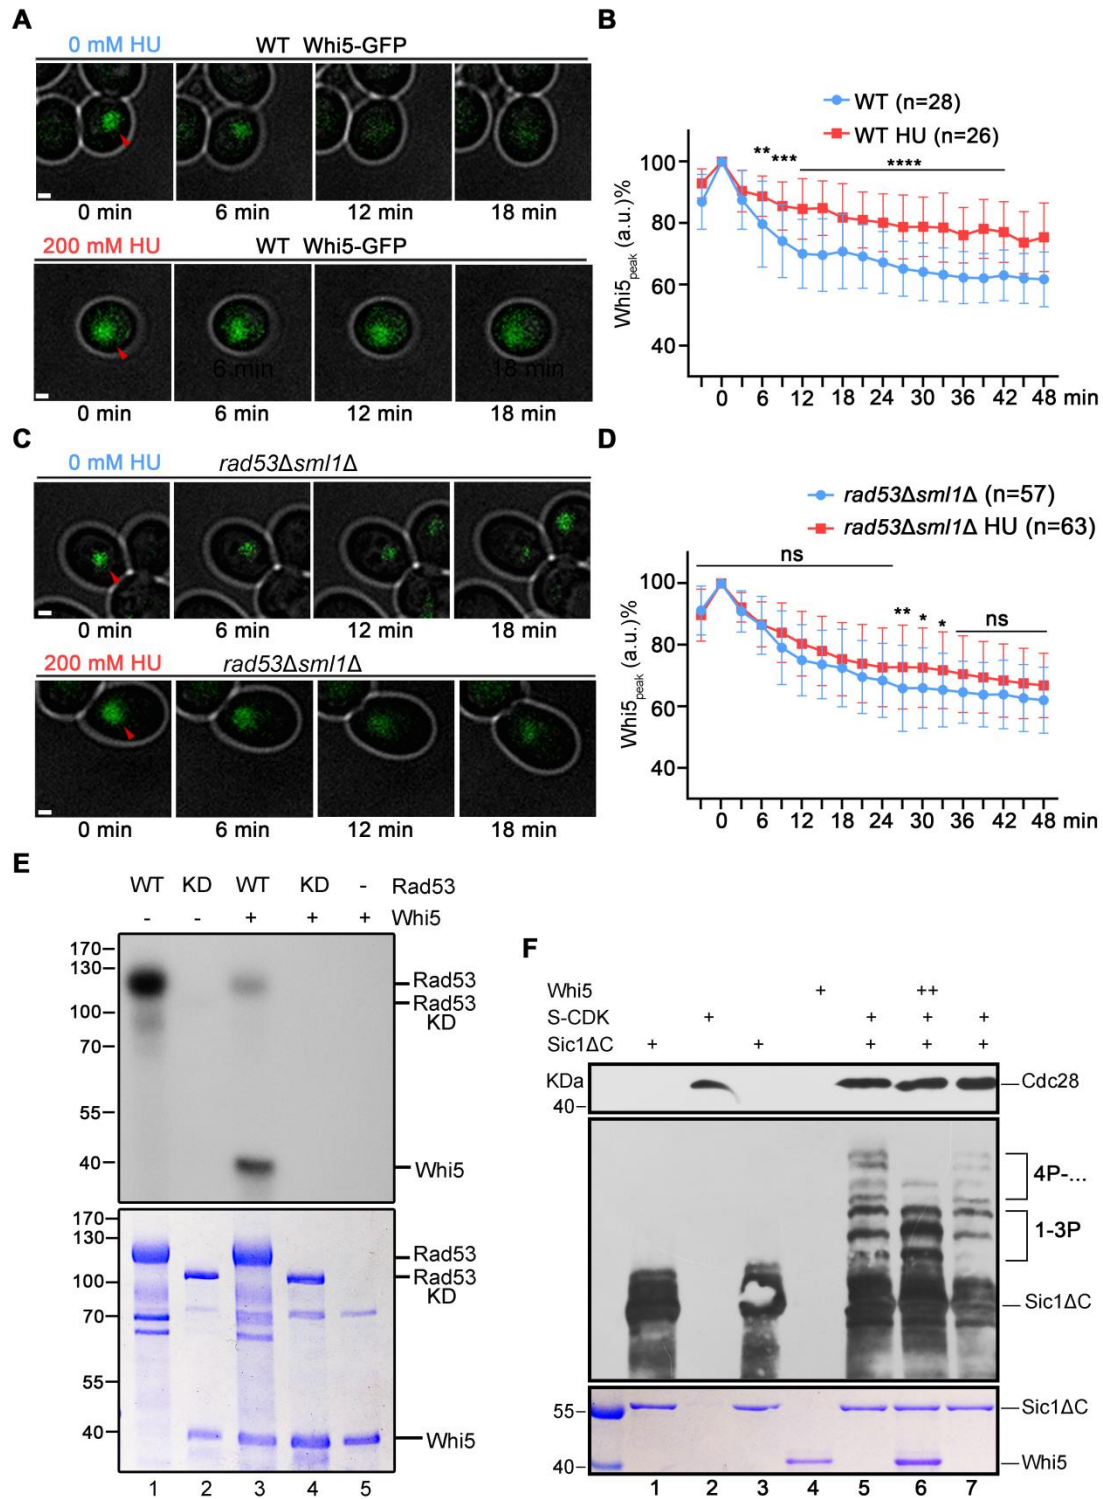 A
0 mM HU WT Whi5-GFP
0 min 6 min 12 min 18 min
200 mM HU WT Whi5-GFP
6 min 18 min
0 min 6 min 12 min 18 min
B
WT (n=28)
WT HU (n=26)
** *** ****
100
80
60
40
Whi5peak (a.u.)%
0 6 12 18 24 30 36 42 48 min
C
0 mM HU rad53Δsml1Δ
0 min 6 min 12 min 18 min
200 mM HU rad53Δsml1Δ
0 min 6 min 12 min 18 min
D
rad53Δsml1Δ (n=57)
rad53Δsml1Δ HU (n=63)
ns ** * * ns
100
80
60
40
Whi5peak (a.u.)%
0 6 12 18 24 30 36 42 48 min
E
WT KD WT KD - Rad53
- - + + + Whi5
170
130
100
70
55
40
Rad53
Rad53
KD
Whi5
170
130
100
70
55
40
Rad53
Rad53
KD
Whi5
1 2 3 4 5
F
Whi5 + ++
S-CDK + + + +
Sic1ΔC + + + + +
KDa
40
Cdc28
4P-...
1-3P
Sic1ΔC
55
40
Sic1ΔC
Whi5
1 2 3 4 5 6 7